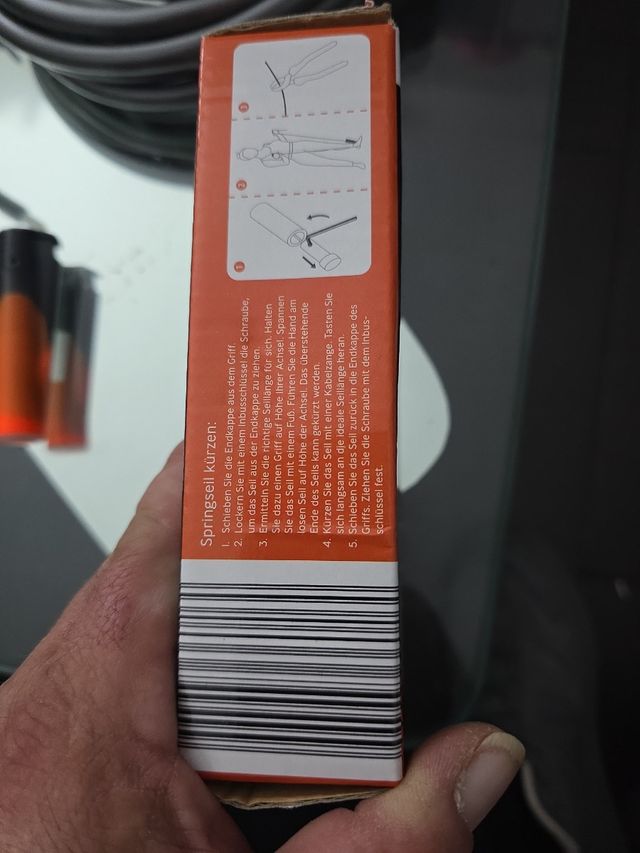 Springseil kürzen:
1. Schieben Sie die Endkappe aus dem Griff.
2. Lockern Sie mit einem Inbusschlüssel die Schraube,
um das Seil aus der Endkappe zu ziehen.
3. Ermitteln Sie die richtige Seillänge für sich. Halten
Sie dazu einen Griff auf Höhe Ihrer Achsel. Spannen
Sie das Seil mit einem Fuß. Führen Sie die Hand am
losen Seil auf Höhe der Achsel. Das überstehende
Ende des Seils kann gekürzt werden.
4. Kürzen Sie das Seil mit einer Kabelzange. Tasten Sie
sich langsam an die ideale Seillänge heran.
5. Schieben Sie das Seil zurück in die Endkappe des
Griffs. Ziehen Sie die Schraube mit dem Inbus-
schlüssel fest.
1
2
3